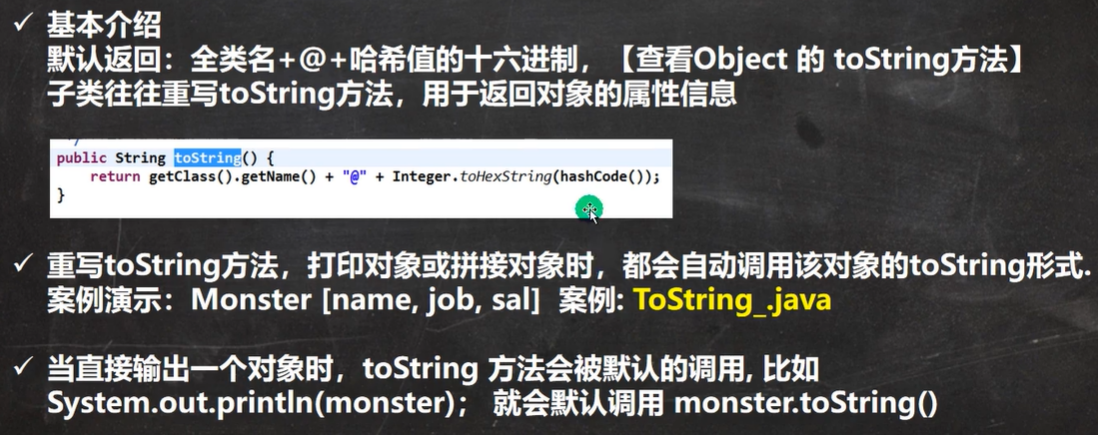 ✓ 基本介绍
默认返回：全类名+@+哈希值的十六进制，【查看Object 的 toString方法】
子类往往重写toString方法，用于返回对象的属性信息
public String toString() {
return getClass().getName() + "@" + Integer.toHexString(hashCode());
}
✓ 重写toString方法，打印对象或拼接对象时，都会自动调用该对象的toString形式.
案例演示：Monster [name, job, sal] 案例: ToString_.java
✓ 当直接输出一个对象时，toString 方法会被默认的调用, 比如
System.out.println(monster)； 就会默认调用 monster.toString()